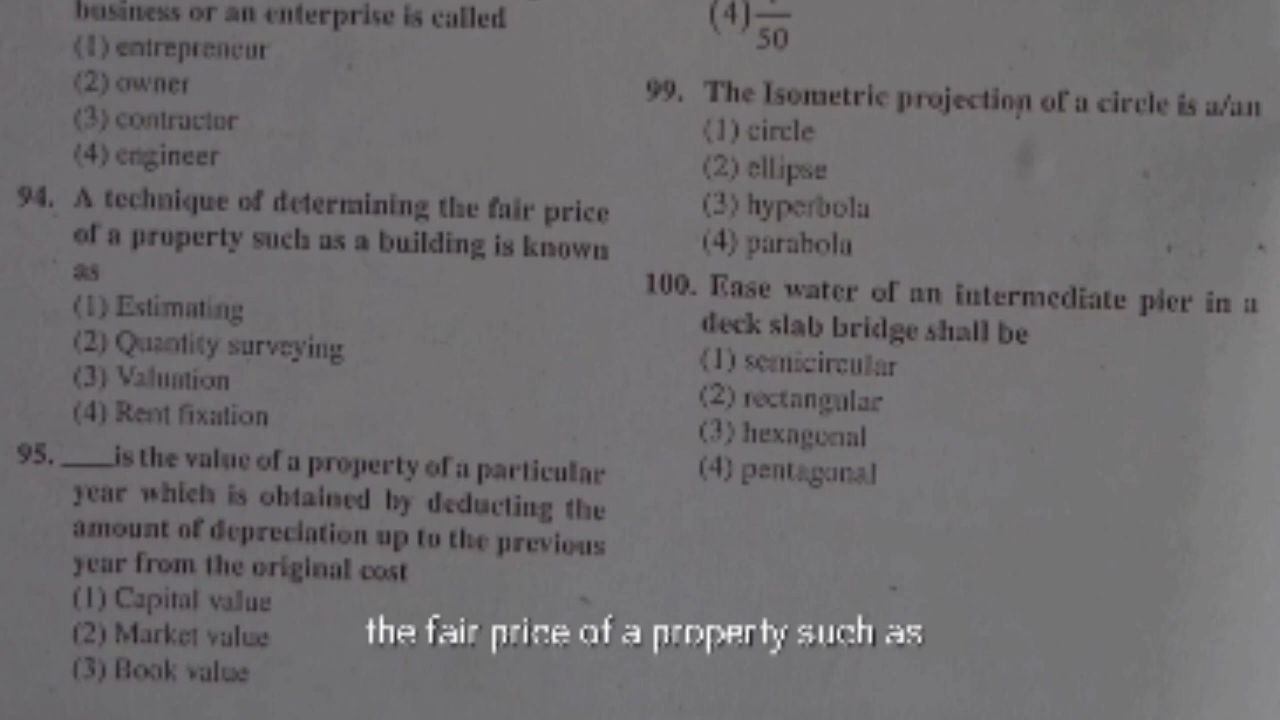 business or an enterprise is called
(1) entrepreneur
(2) owner
(3) contractor
(4) engineer
94. A technique of determining the fair price
of a property such as a building is known
as
(1) Estimating
(2) Quantity surveying
(3) Valuation
(4) Rent fixation
95. ____is the value of a property of a particular
year which is obtained by deducting the
amount of depreciation up to the previous
year from the original cost
(1) Capital value
(2) Market value
(3) Book value
(4) 50
99. The Isometric projection of a circle is a/an
(1) circle
(2) ellipse
(3) hyperbola
(4) parabola
100. Ease water of an intermediate pier in a
deck slab bridge shall be
(1) semicircular
(2) rectangular
(3) hexagonal
(4) pentagonal
the fair price of a property such as